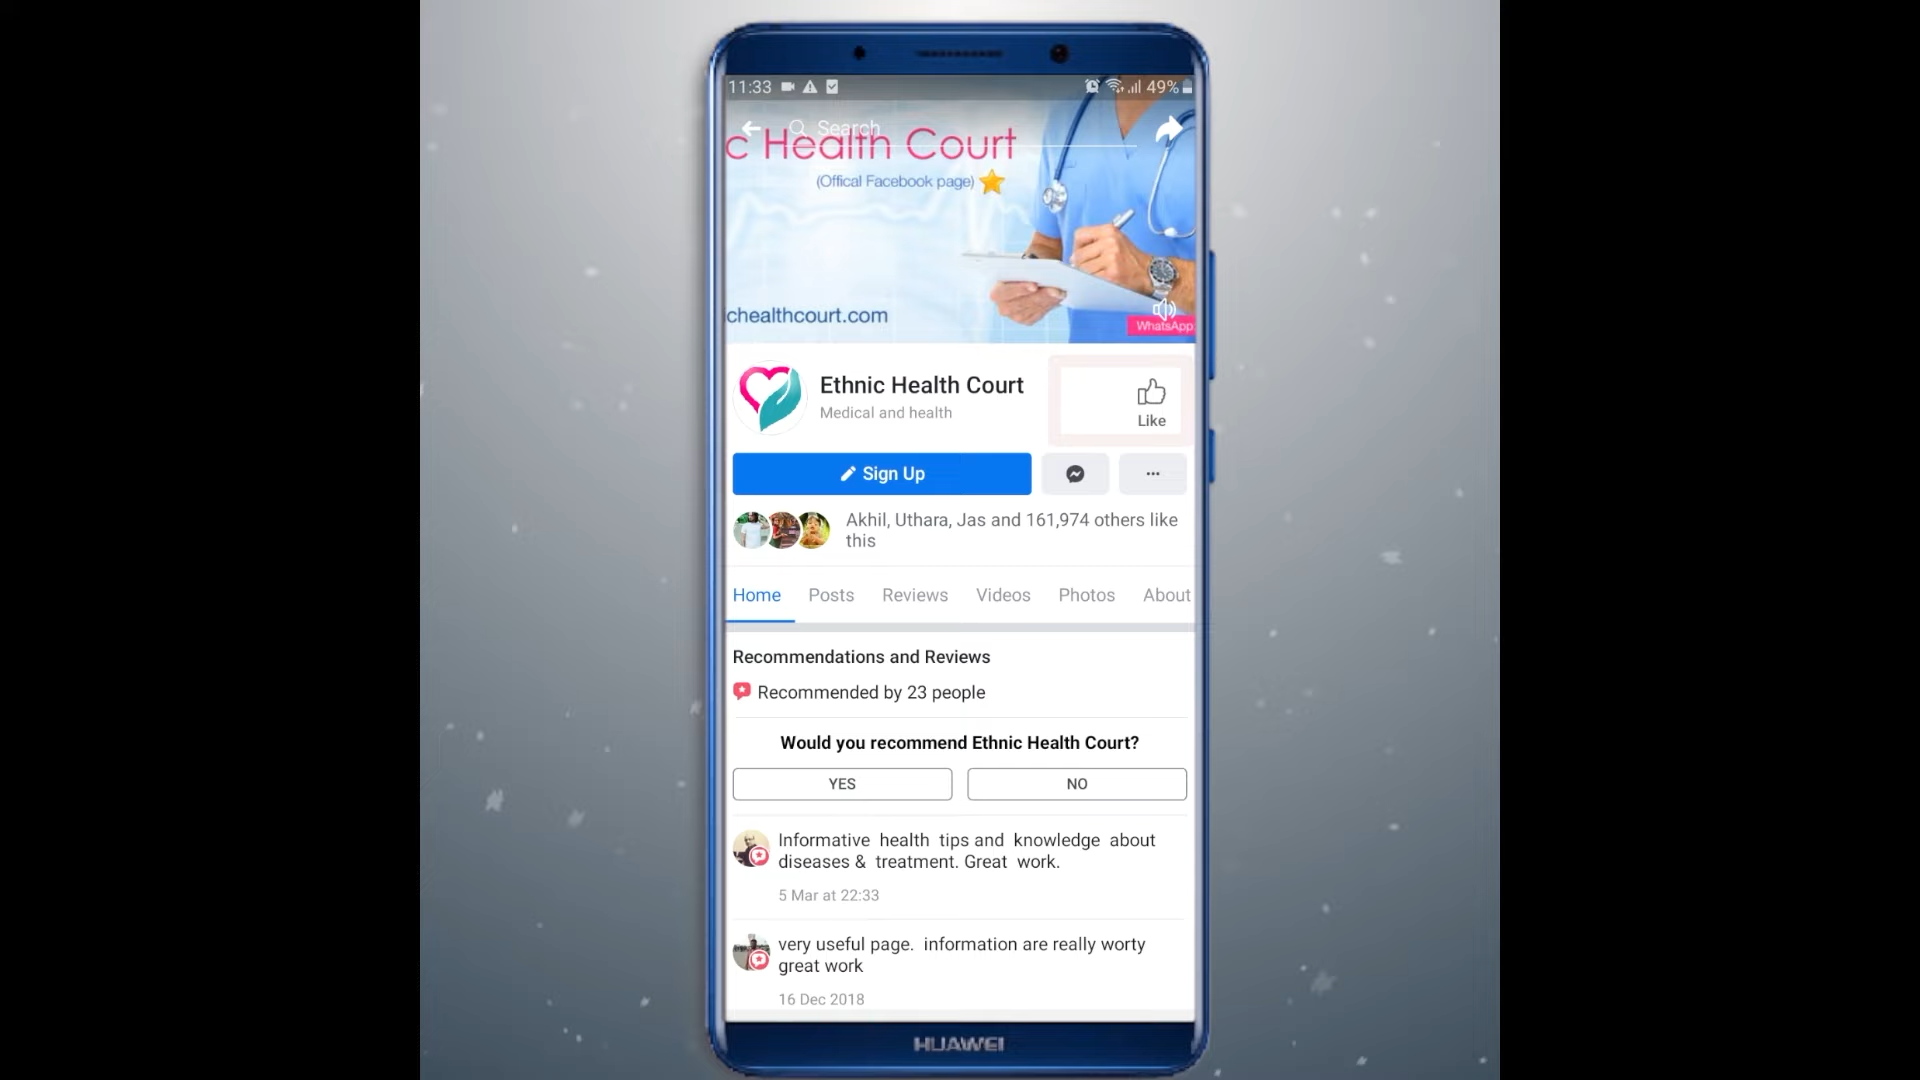 11:33
49%
Search
c Health Court
(Offical Facebook page)
chealthcourt.com
WhatsApp
Ethnic Health Court
Medical and health
Like
Sign Up
Akhil, Uthara, Jas and 161,974 others like
this
Home Posts Reviews Videos Photos About
Recommendations and Reviews
Recommended by 23 people
Would you recommend Ethnic Health Court?
YES NO
Informative health tips and knowledge about
diseases & treatment. Great work.
5 Mar at 22:33
very useful page. information are really worty
great work
16 Dec 2018
HUAWEI